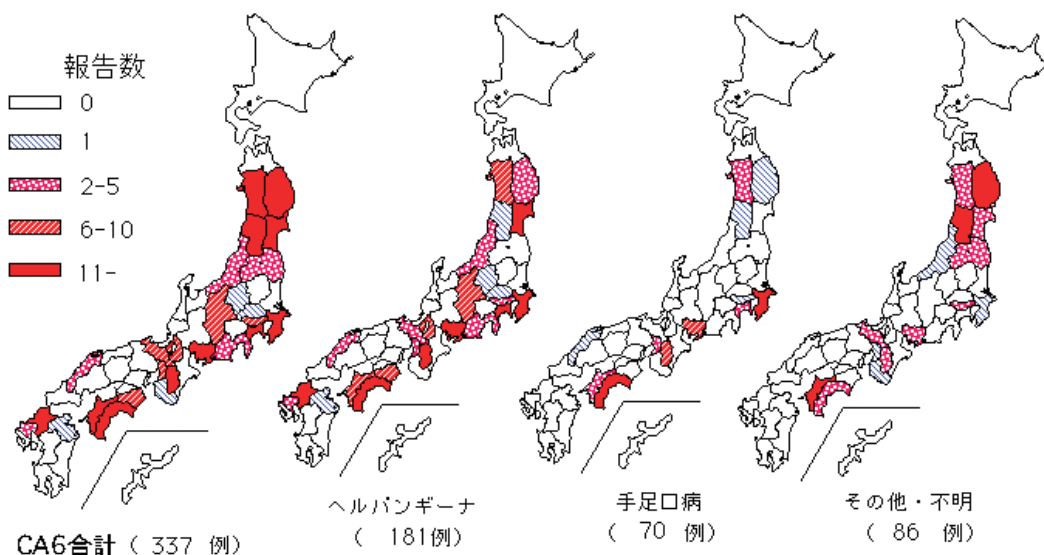 報告数
0
1
2-5
6-10
11-
CA6合計 ( 337 例)
ヘルパンギーナ
( 181例)
手足口病
( 70 例)
その他・不明
( 86 例)